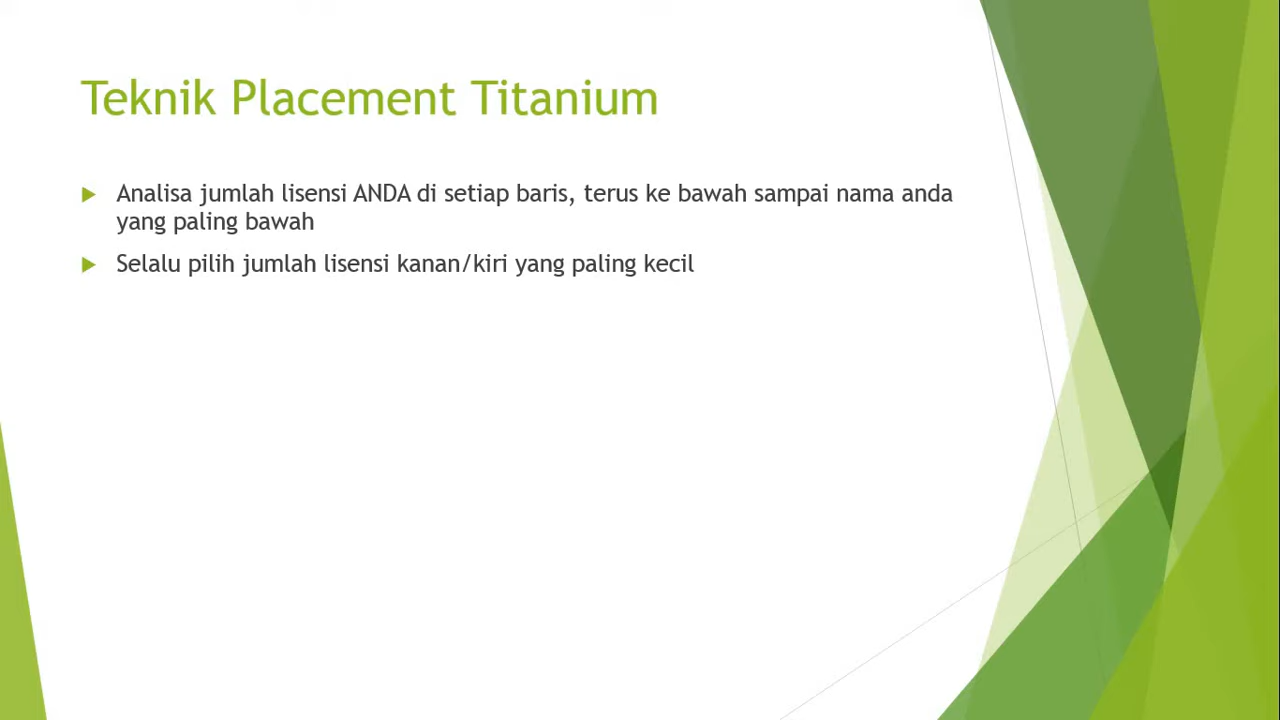 Teknik Placement Titanium
Analisa jumlah lisensi ANDA di setiap baris, terus ke bawah sampai nama anda
yang paling bawah
Selalu pilih jumlah lisensi kanan/kiri yang paling kecil